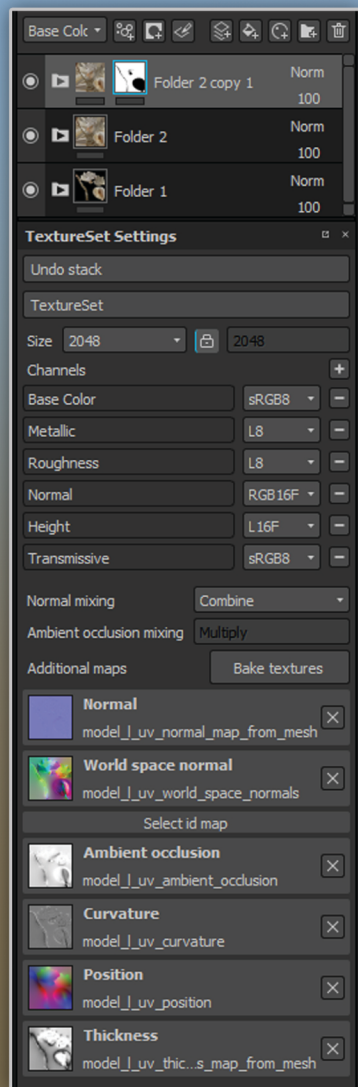 Base Colc
Norm
Folder 2 copy 1
100
Norm
Folder 2
100
Norm
Folder 1
100
TextureSet Settings
Undo stack
TextureSet
Size 2048 2048
Channels
Base Color sRGB8
Metallic L8
Roughness L8
Normal RGB16F
Height L16F
Transmissive sRGB8
Normal mixing Combine
Ambient occlusion mixing Multiply
Additional maps Bake textures
Normal
model_l_uv_normal_map_from_mesh
World space normal
model_l_uv_world_space_normals
Select id map
Ambient occlusion
model_l_uv_ambient_occlusion
Curvature
model_l_uv_curvature
Position
model_l_uv_position
Thickness
model_l_uv_thic...s_map_from_mesh